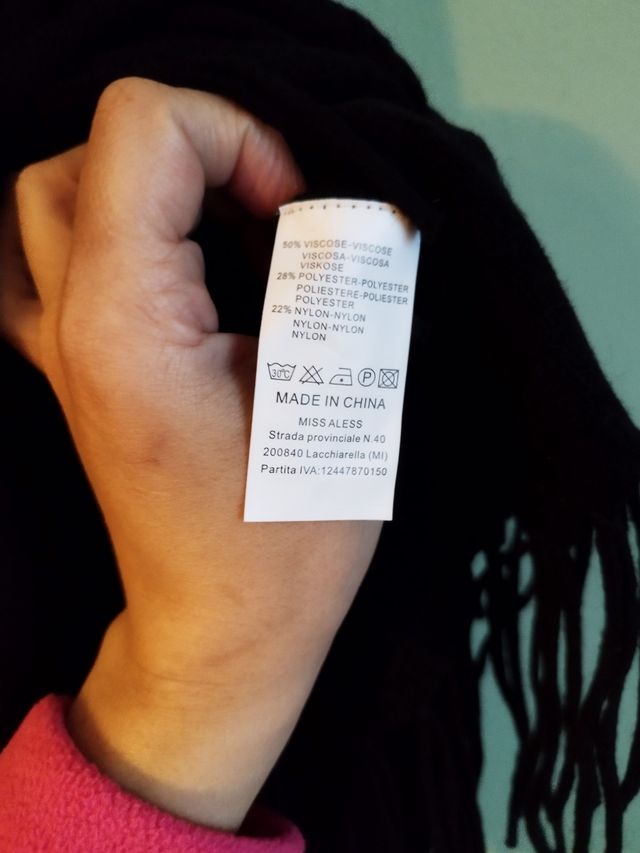 50% VISCOSE-VISCOSE
VISCOSA-VISCOSA
VISKOSE
28% POLYESTER-POLYESTER
POLIESTERE-POLIESTER
POLYESTER
22% NYLON-NYLON
NYLON-NYLON
NYLON
30°C P
MADE IN CHINA
MISS ALESS
Strada provinciale N.40
200840 Lacchiarella (MI)
Partita IVA:12447870150